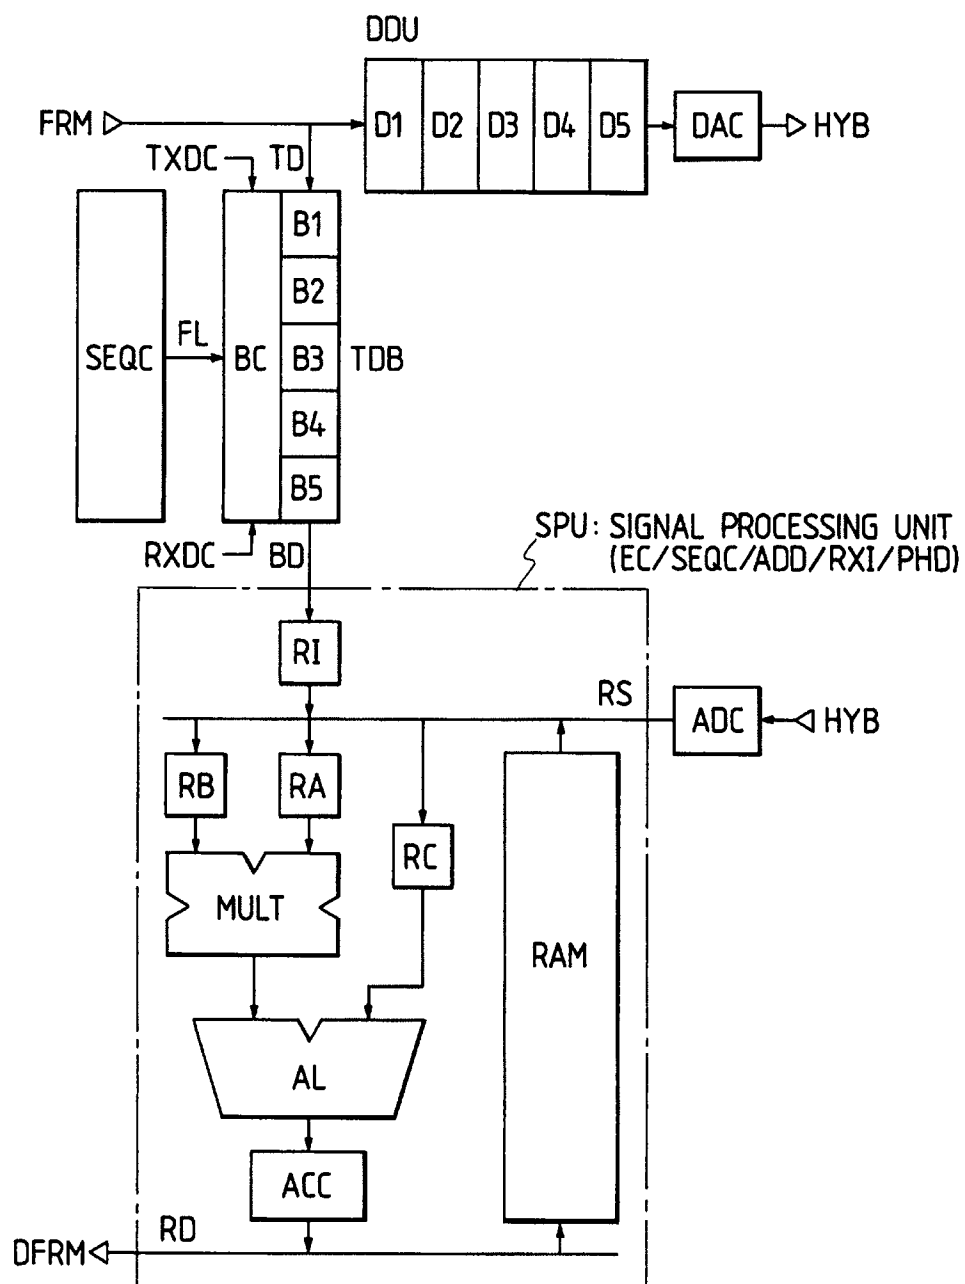 DDU
FRM
D1 D2 D3 D4 D5
DAC
HYB
TXDC
TD
B1
B2
SEQC
FL
BC
B3
TDB
B4
B5
RXDC
BD
SPU: SIGNAL PROCESSING UNIT
(EC/SEQC/ADD/RXI/PHD)
RI
RS
ADC
HYB
RB
RA
RC
MULT
RAM
AL
ACC
RD
DFRM